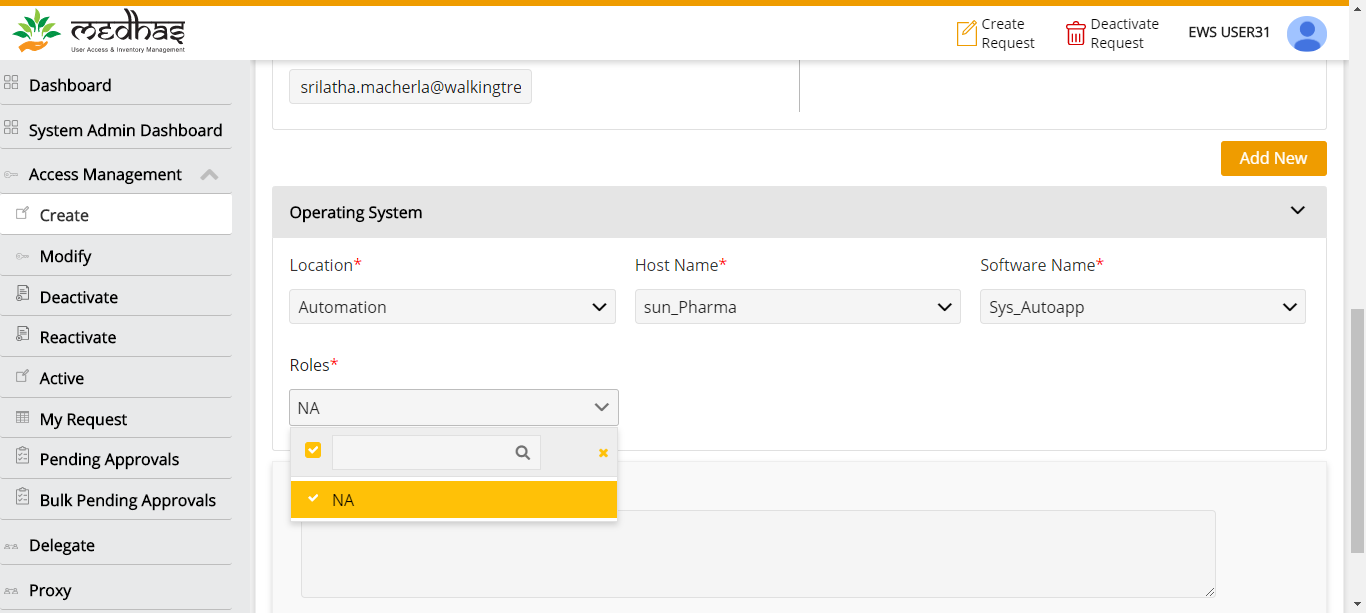 medhas
User Access & Inventory Management
Create
Request
Deactivate
Request
EWS USER31
Dashboard
System Admin Dashboard
Access Management
Create
Modify
Deactivate
Reactivate
Active
My Request
Pending Approvals
Bulk Pending Approvals
Delegate
Proxy
srilatha.macherla@walkingtre
Add New
Operating System
Location*
Host Name*
Software Name*
Automation
sun_Pharma
Sys_Autoapp
Roles*
NA
NA